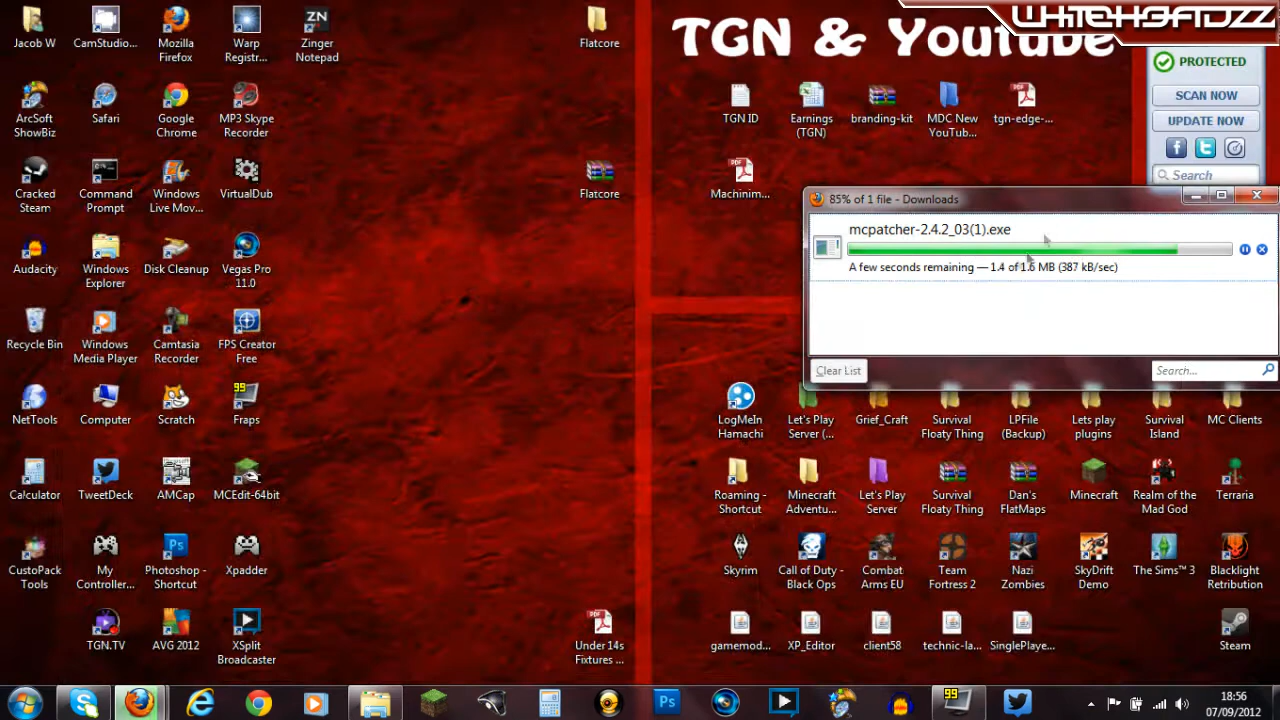 WHITEH3ADZZ
TGN & Youtube
PROTECTED
SCAN NOW
UPDATE NOW
Search
Jacob W
CamStudio...
Mozilla
Firefox
Warp
Registr...
ZN
Zinger
Notepad
Flatcore
ArcSoft
ShowBiz
Safari
Google
Chrome
MP3 Skype
Recorder
TGN ID
Earnings
(TGN)
branding-kit
MDC New
YouTub...
PDF
tgn-edge-...
Cracked
Steam
Command
Prompt
Windows
Live Mov...
VirtualDub
Flatcore
PDF
Machinim...
85% of 1 file - Downloads
mcpatcher-2.4.2_03(1).exe
A few seconds remaining — 1.4 of 1.6 MB (387 kB/sec)
Clear List
Search...
Audacity
Windows
Explorer
Disk Cleanup
Vegas Pro
11.0
Recycle Bin
Windows
Media Player
Camtasia
Recorder
FPS Creator
Free
NetTools
Computer
Scratch
99
Fraps
LogMeIn
Hamachi
Let's Play
Server (...
Grief_Craft
Survival
Floaty Thing
LPFile
(Backup)
Lets play
plugins
Survival
Island
MC Clients
Calculator
TweetDeck
AMCap
MCEdit-64bit
Roaming -
Shortcut
Minecraft
Adventu...
Let's Play
Server
Survival
Floaty Thing
Dan's
FlatMaps
Minecraft
Realm of the
Mad God
Terraria
CustoPack
Tools
My
Controller...
Ps
Photoshop -
Shortcut
Xpadder
Skyrim
Call of Duty -
Black Ops
Combat
Arms EU
Team
Fortress 2
Nazi
Zombies
SkyDrift
Demo
The Sims™ 3
Blacklight
Retribution
TGN.TV
AVG 2012
XSplit
Broadcaster
PDF
Under 14s
Fixtures ...
gamemod...
XP_Editor
client58
technic-la...
SinglePlaye...
Steam
Ps
99
18:56
07/09/2012